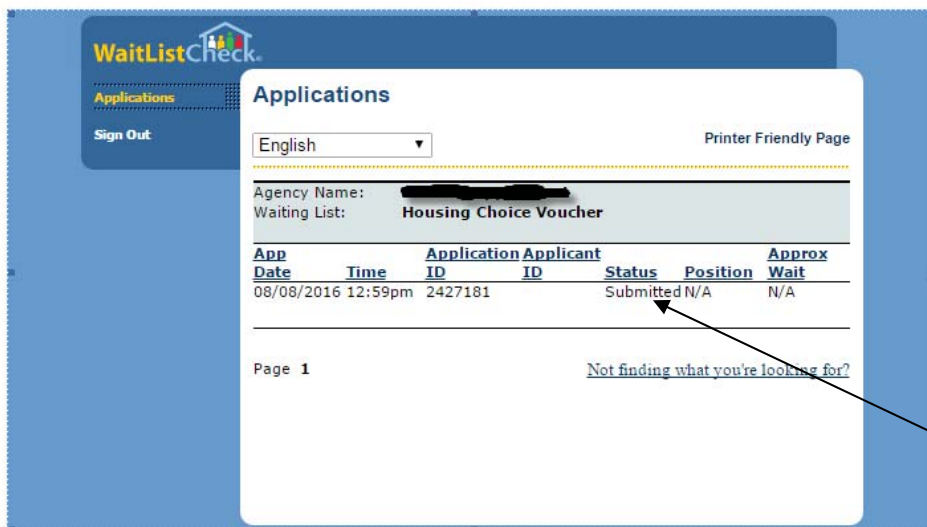 WaitListCheck.
Applications
Sign Out
Applications
English
Printer Friendly Page
Agency Name:
Waiting List: Housing Choice Voucher
App Date Time Application ID Applicant ID Status Position Approx Wait
08/08/2016 12:59pm 2427181 Submitted N/A N/A
Page 1 Not finding what you're looking for?